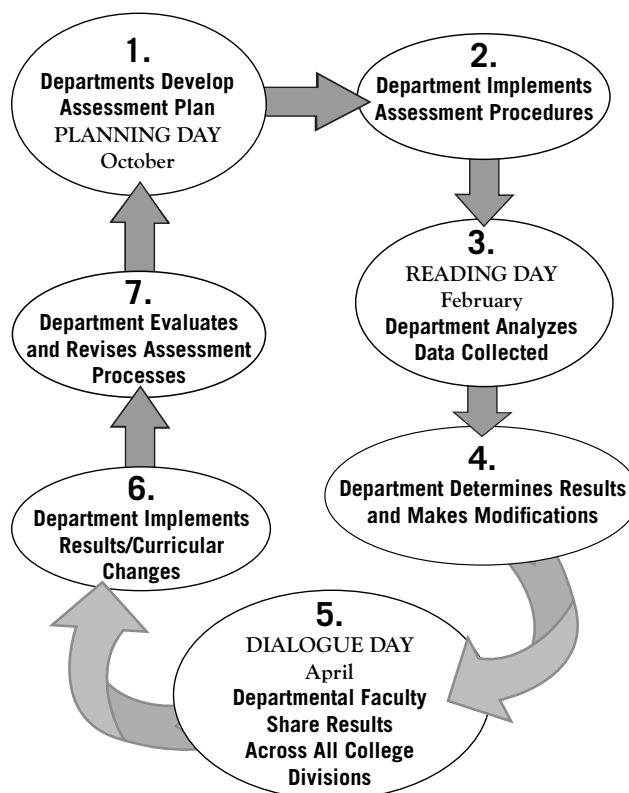 1.
Departments Develop
Assessment Plan
PLANNING DAY
October
2.
Department Implements
Assessment Procedures
3.
READING DAY
February
Department Analyzes
Data Collected
4.
Department Determines Results
and Makes Modifications
5.
DIALOGUE DAY
April
Departmental Faculty
Share Results
Across All College
Divisions
6.
Department Implements
Results/Curricular
Changes
7.
Department Evaluates
and Revises Assessment
Processes